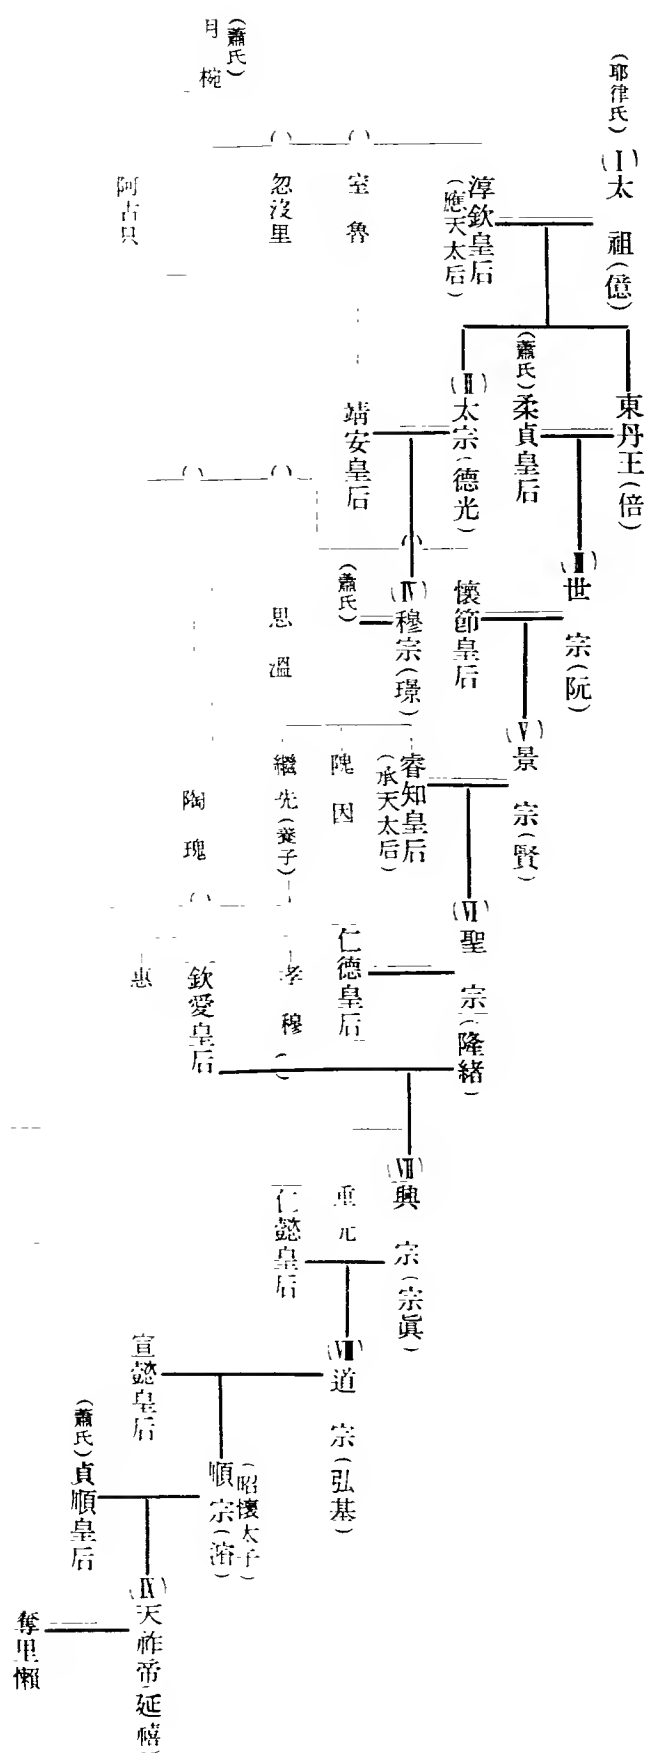 (耶律氏)
(I)太祖(億)
淳欽皇后
(應天太后)
室魯
忽沒里
阿古只
(蕭氏)
月椀
東丹王(倍)
(蕭氏)柔貞皇后
(II)太宗(德光)
靖安皇后
(III)世宗(阮)
懷節皇后
(IV)穆宗(璟)
(蕭氏)
思溫
(V)景宗(賢)
睿知皇后
(承天太后)
隗因
繼先(養子)
陶瑰
(VI)聖宗(隆緒)
仁德皇后
孝穆
欽愛皇后
惠
(VII)興宗(宗眞)
重元
仁懿皇后
(VIII)道宗(弘基)
宣懿皇后
(昭懷太子)
順宗(濬)
(蕭氏)貞順皇后
(IX)天祚帝(延禧
奪里懶